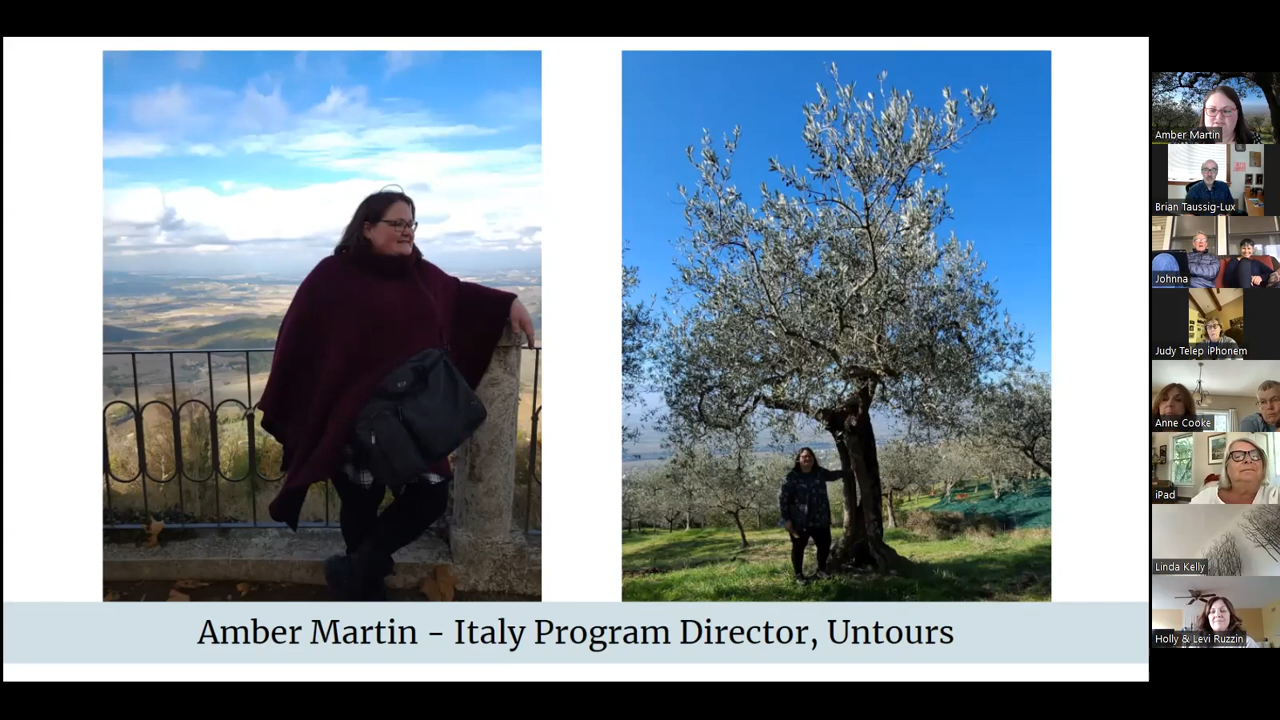 Amber Martin - Italy Program Director, Untours
Amber Martin
Brian Taussig-Lux
Johnna
Judy Telep iPhonem
Anne Cooke
iPad
Linda Kelly
Holly & Levi Ruzzin